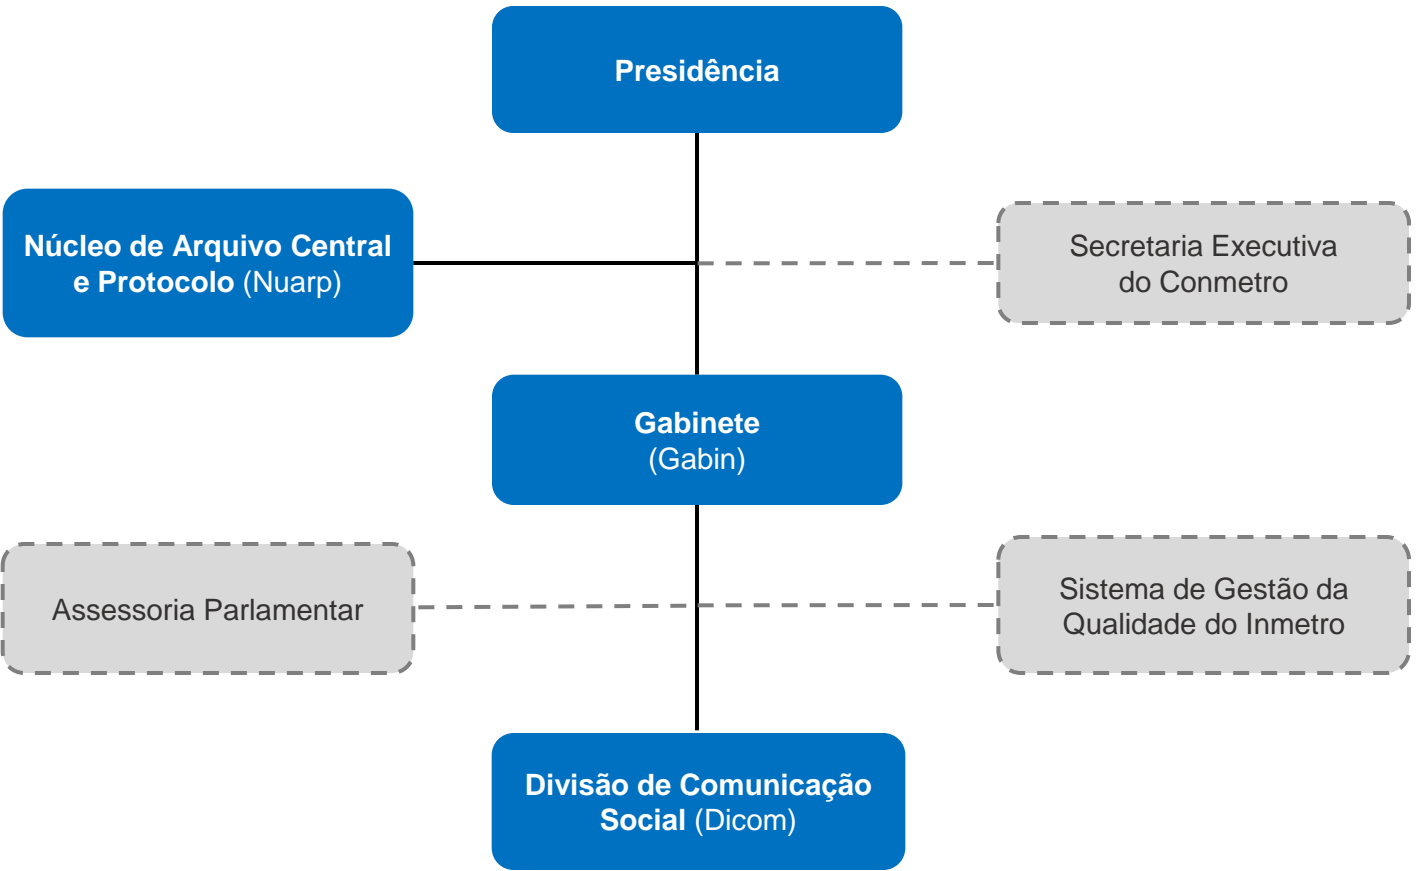 Presidência
Núcleo de Arquivo Central
e Protocolo (Nuarp)
Secretaria Executiva
do Conmetro
Gabinete
(Gabin)
Assessoria Parlamentar
Sistema de Gestão da
Qualidade do Inmetro
Divisão de Comunicação
Social (Dicom)